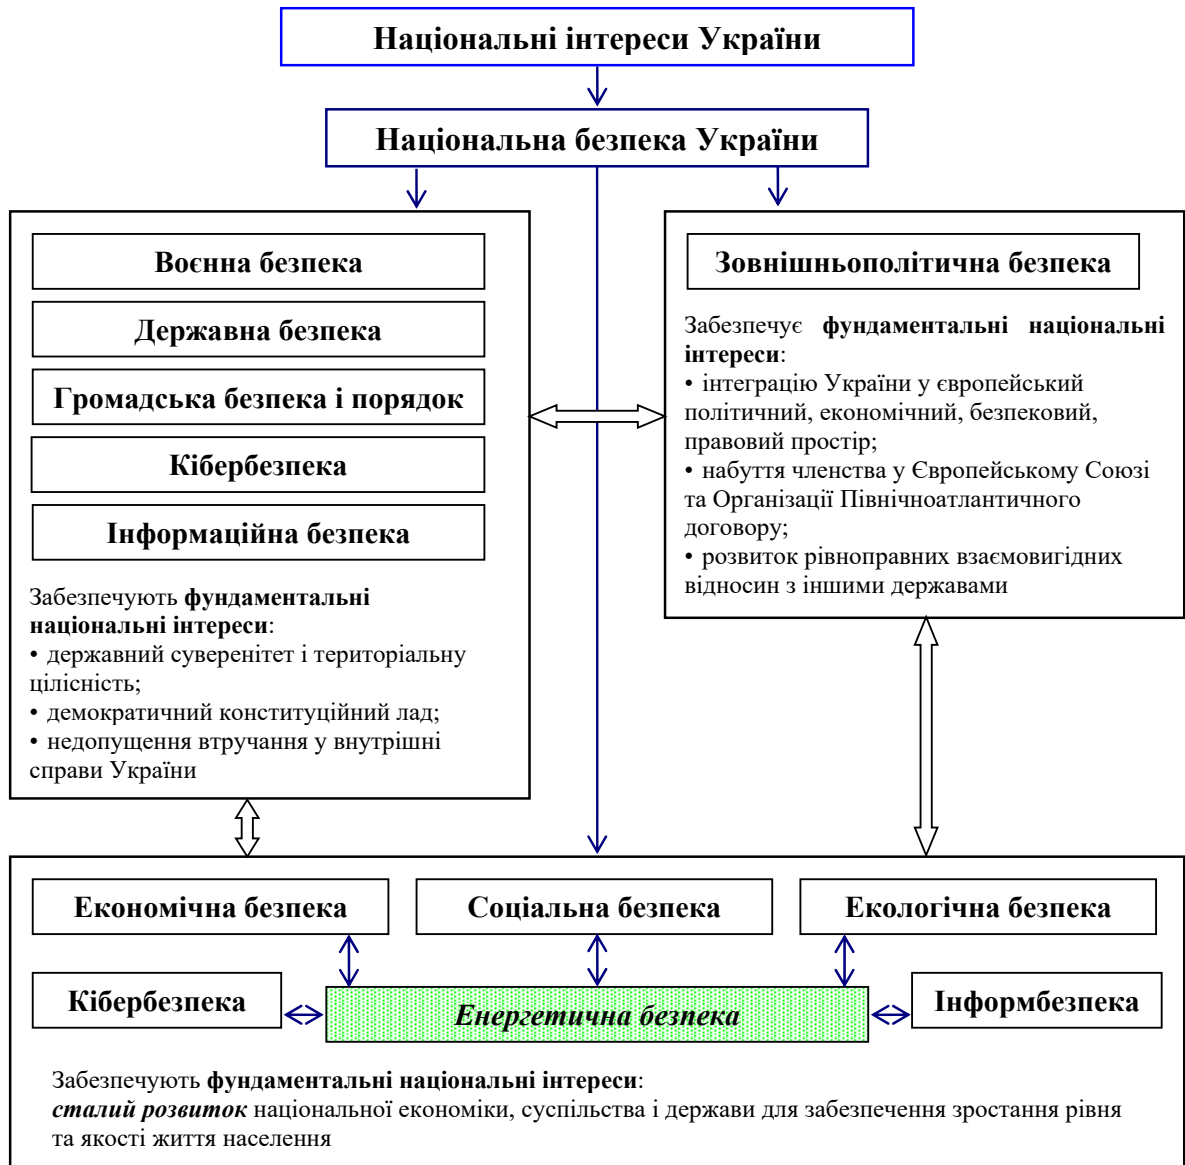 Національні інтереси України
Національна безпека України
Воєнна безпека
Державна безпека
Громадська безпека і порядок
Кібербезпека
Інформаційна безпека
Забезпечують фундаментальні
національні інтереси:
• державний суверенітет і територіальну
цілісність;
• демократичний конституційний лад;
• недопущення втручання у внутрішні
справи України
Зовнішньополітична безпека
Забезпечує фундаментальні національні
інтереси:
• інтеграцію України у європейський
політичний, економічний, безпековий,
правовий простір;
• набуття членства у Європейському Союзі
та Організації Північноатлантичного
договору;
• розвиток рівноправних взаємовигідних
відносин з іншими державами
Економічна безпека
Соціальна безпека
Екологічна безпека
Кібербезпека
Енергетична безпека
Інформбезпека
Забезпечують фундаментальні національні інтереси:
сталий розвиток національної економіки, суспільства і держави для забезпечення зростання рівня
та якості життя населення